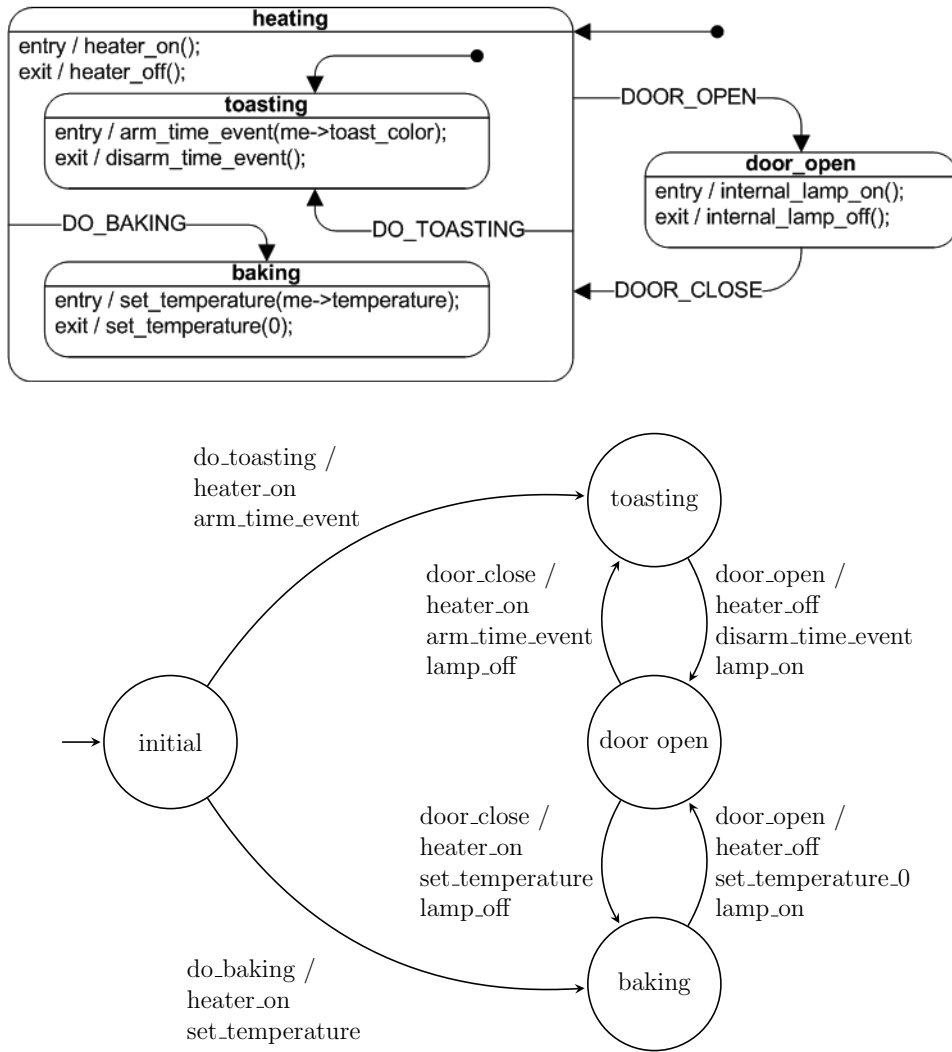 heating
entry / heater_on();
exit / heater_off();
toasting
entry / arm_time_event(me->toast_color);
exit / disarm_time_event();
DOOR_OPEN
door_open
entry / internal_lamp_on();
exit / internal_lamp_off();
DO_BAKING
DO_TOASTING
baking
entry / set_temperature(me->temperature);
exit / set_temperature(0);
DOOR_CLOSE
do_toasting /
heater_on
arm_time_event
toasting
door_close /
heater_on
arm_time_event
lamp_off
door_open /
heater_off
disarm_time_event
lamp_on
initial
door open
door_close /
heater_on
set_temperature
lamp_off
door_open /
heater_off
set_temperature_0
lamp_on
do_baking /
heater_on
set_temperature
baking